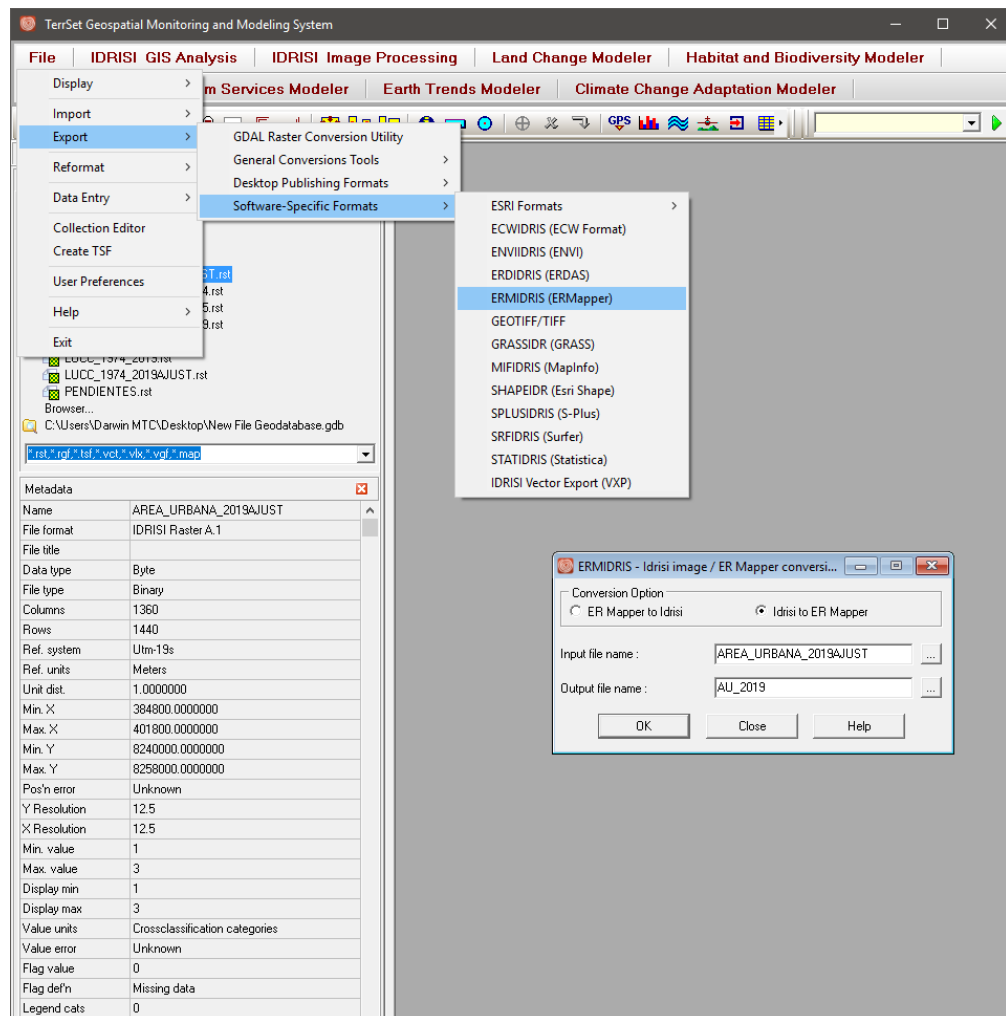 TerrSet Geospatial Monitoring and Modeling System
File IDRISI GIS Analysis IDRISI Image Processing Land Change Modeler Habitat and Biodiversity Modeler
Services Modeler Earth Trends Modeler Climate Change Adaptation Modeler
GPS
Display
Import
Export
Reformat
Data Entry
Collection Editor
Create TSF
User Preferences
Help
Exit
GDAL Raster Conversion Utility
General Conversions Tools
Desktop Publishing Formats
Software-Specific Formats
ESRI Formats
ECWIDRIS (ECW Format)
ENVIIDRIS (ENVI)
ERDIDRIS (ERDAS)
ERMIDRIS (ERMapper)
GEOTIFF/TIFF
GRASSIDR (GRASS)
MIFIDRIS (MapInfo)
SHAPEIDR (Esri Shape)
SPLUSIDRIS (S-Plus)
SRFIDRIS (Surfer)
STATIDRIS (Statistica)
IDRISI Vector Export (VXP)
ST.rst
4.rst
5.rst
9.rst
LUCC_1974_2019.rst
LUCC_1974_2019AJUST.rst
PENDIENTES.rst
Browser...
C:\Users\Darwin MTC\Desktop\New File Geodatabase.gdb
*.rst,*.rgf,*.tsf,*.vct,*.vlx,*.vgf,*.map
Metadata
Name AREA_URBANA_2019AJUST
File format IDRISI Raster A.1
File title
Data type Byte
File type Binary
Columns 1360
Rows 1440
Ref. system Utm-19s
Ref. units Meters
Unit dist. 1.0000000
Min. X 384800.0000000
Max. X 401800.0000000
Min. Y 8240000.0000000
Max. Y 8258000.0000000
Pos'n error Unknown
Y Resolution 12.5
X Resolution 12.5
Min. value 1
Max. value 3
Display min 1
Display max 3
Value units Crossclassification categories
Value error Unknown
Flag value 0
Flag def'n Missing data
Legend cats 0
ERMIDRIS - Idrisi image / ER Mapper conversi...
Conversion Option
ER Mapper to Idrisi Idrisi to ER Mapper
Input file name : AREA_URBANA_2019AJUST ...
Output file name : AU_2019 ...
OK Close Help